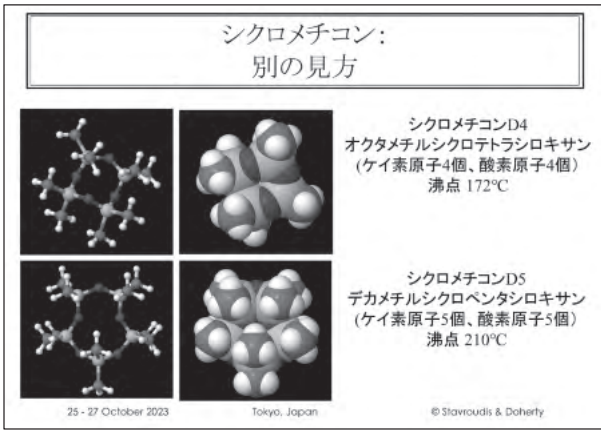 シクロメチコン：
別の見方
シクロメチコンD4
オクタメチルシクロテトラシロキサン
(ケイ素原子4個、酸素原子4個)
沸点 172℃
シクロメチコンD5
デカメチルシクロペンタシロキサン
(ケイ素原子5個、酸素原子5個)
沸点 210℃
25 - 27 October 2023
Tokyo, Japan
© Stavroudis & Doherty